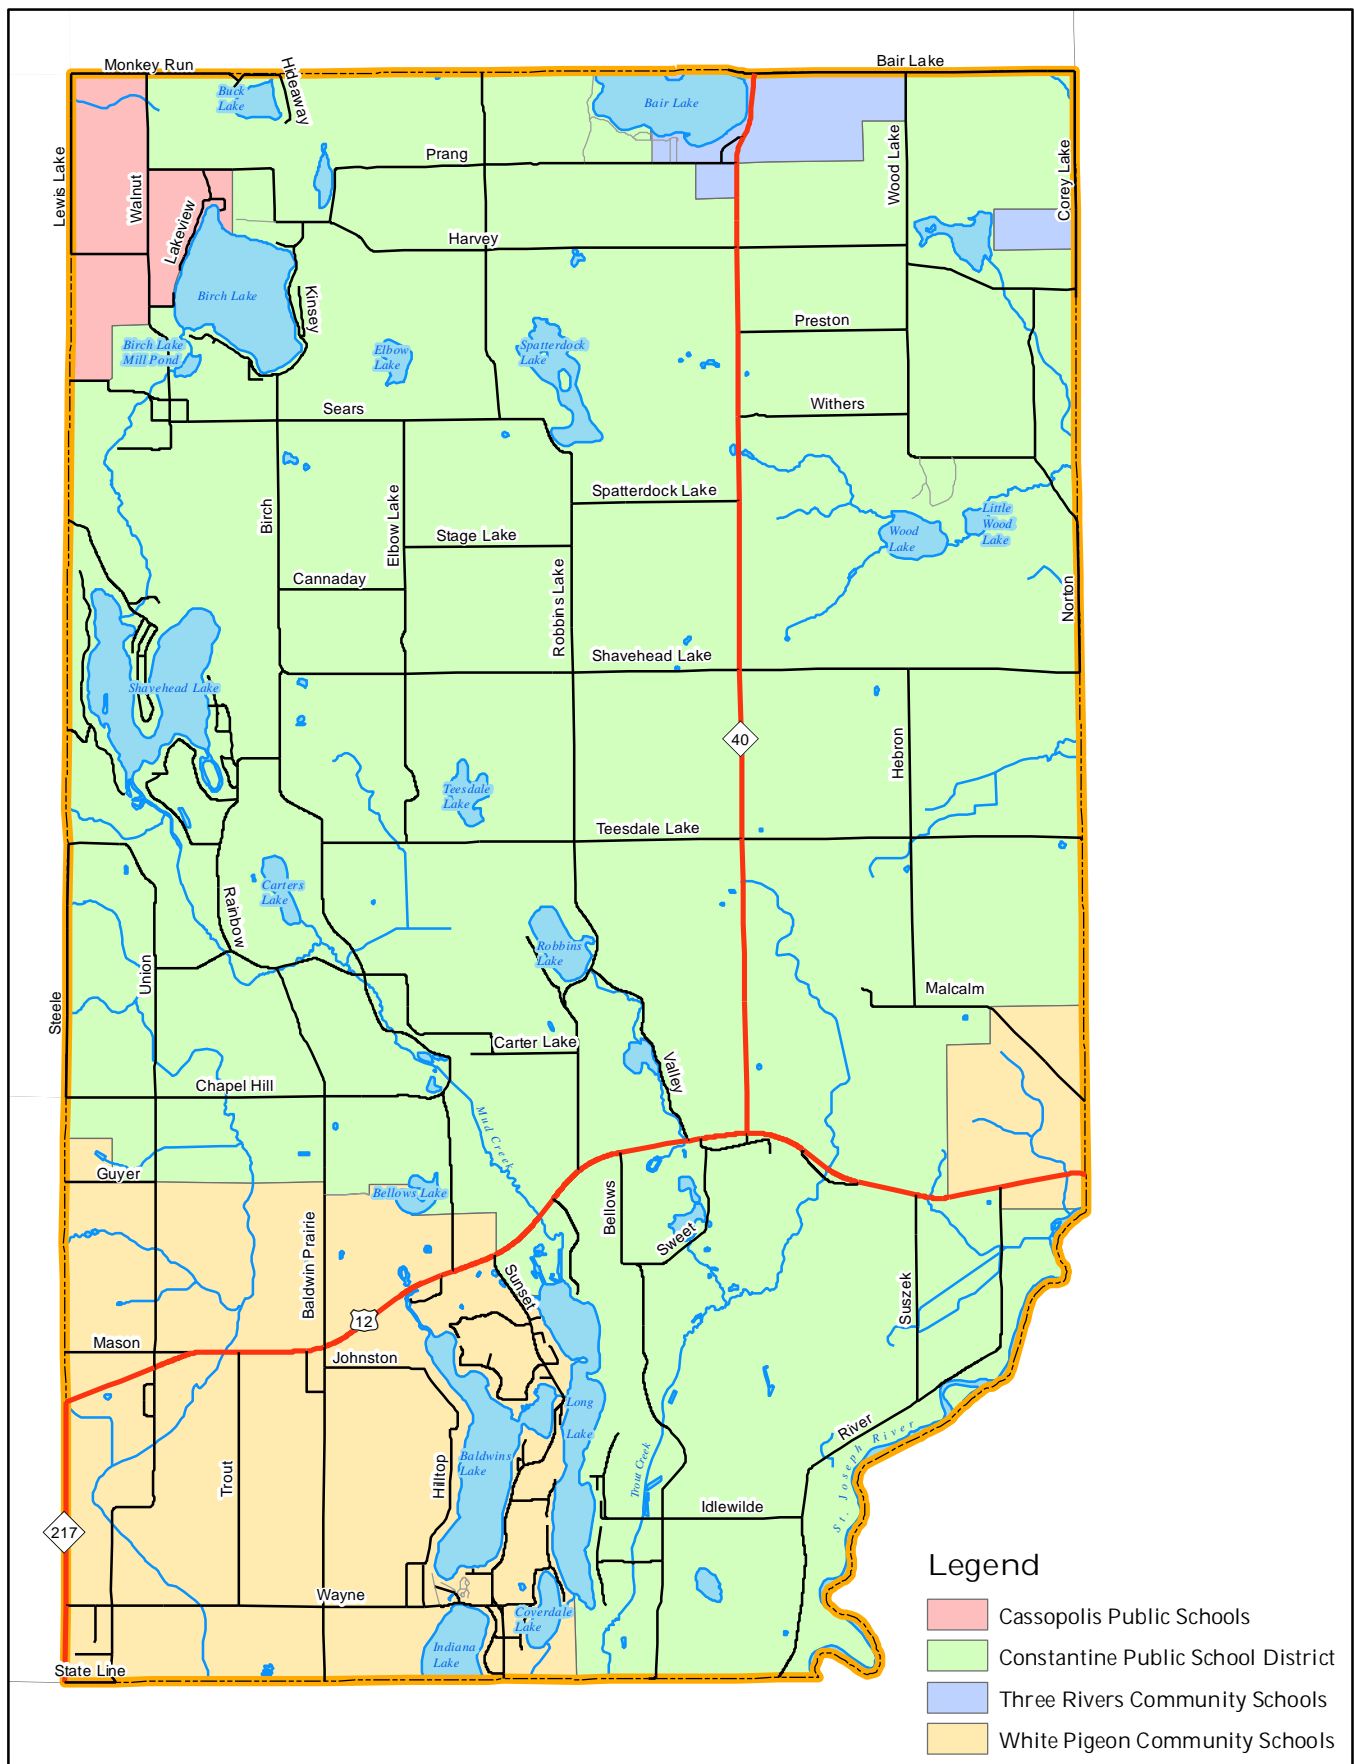 Monkey Run
Hideaway
Bair Lake
Buck
Lake
Bair Lake
Lewis Lake
Walnut
Prang
Wood Lake
Corey Lake
Lakeview
Harvey
Birch Lake
Kinsey
Preston
Birch Lake
Mill Pond
Elbow
Lake
Spatterdock
Lake
Sears
Withers
Birch
Elbow Lake
Spatterdock Lake
Stage Lake
Little
Wood
Lake
Wood
Lake
Cannaday
Robbins Lake
Norton
Shavehead Lake
Shavehead Lake
40
Hebron
Teesdale
Lake
Teesdale Lake
Carters
Lake
Rainbow
Robbins
Lake
Union
Steele
Malcalm
Carter Lake
Valley
Chapel Hill
Mud Creek
Guyer
Bellows Lake
Bellows
Sweet
Baldwin Prairie
Sunset
Suszek
12
Mason
Johnston
Long
Lake
River
St. Joseph River
Trout Creek
Baldwins
Lake
Hilltop
Trout
Idlewilde
217
Wayne
Coverdale
Lake
Indiana
Lake
State Line
Legend
Cassopolis Public Schools
Constantine Public School District
Three Rivers Community Schools
White Pigeon Community Schools